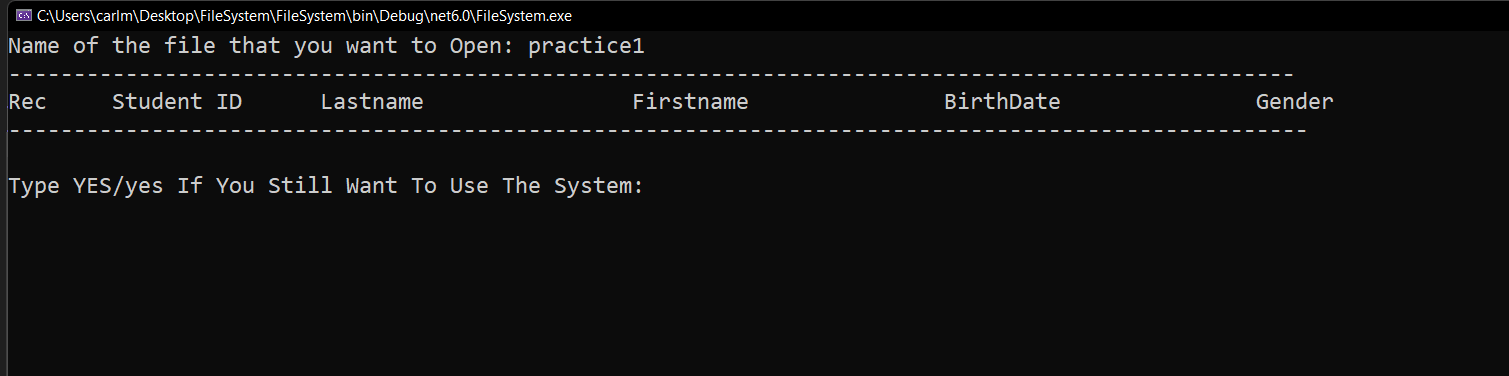 C:\Users\carlm\Desktop\FileSystem\FileSystem\bin\Debug\net6.0\FileSystem.exe
Name of the file that you want to Open: practice1
---------------------------------------------------------------------------------------------------
Rec     Student ID      Lastname                Firstname               BirthDate               Gender
----------------------------------------------------------------------------------------------------
Type YES/yes If You Still Want To Use The System: